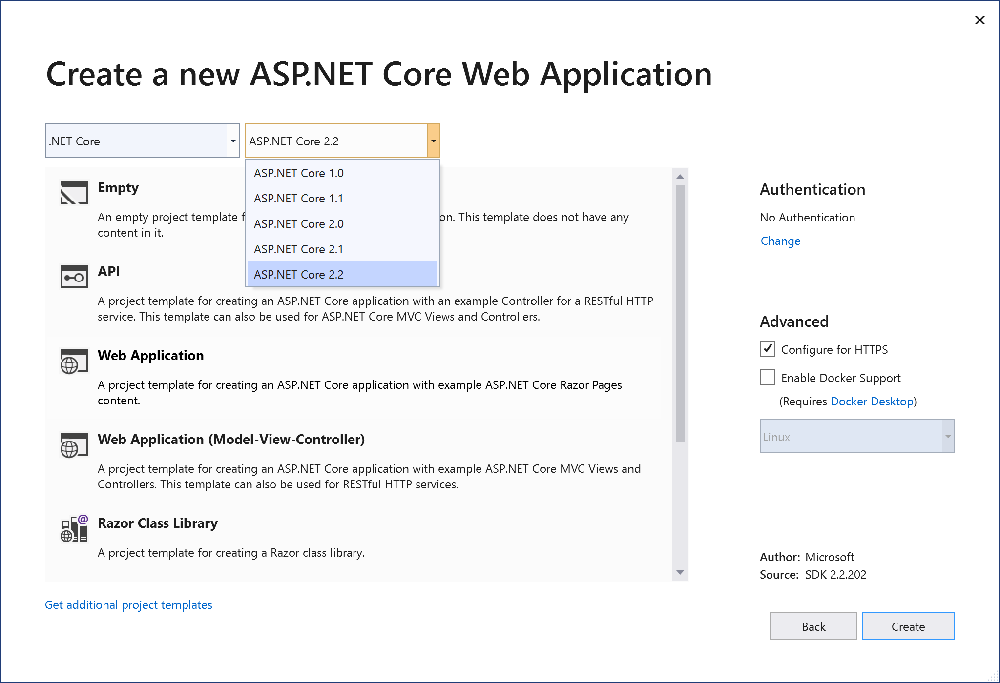 Create a new ASP.NET Core Web Application
.NET Core
ASP.NET Core 2.2
ASP.NET Core 1.0
ASP.NET Core 1.1
ASP.NET Core 2.0
ASP.NET Core 2.1
ASP.NET Core 2.2
Empty
An empty project template on. This template does not have any
content in it.
API
A project template for creating an ASP.NET Core application with an example Controller for a RESTful HTTP
service. This template can also be used for ASP.NET Core MVC Views and Controllers.
Web Application
A project template for creating an ASP.NET Core application with example ASP.NET Core Razor Pages
content.
Web Application (Model-View-Controller)
A project template for creating an ASP.NET Core application with example ASP.NET Core MVC Views and
Controllers. This template can also be used for RESTful HTTP services.
@
Razor Class Library
A project template for creating a Razor class library.
Get additional project templates
Authentication
No Authentication
Change
Advanced
Configure for HTTPS
Enable Docker Support
(Requires Docker Desktop)
Linux
Author: Microsoft
Source: SDK 2.2.202
Back
Create